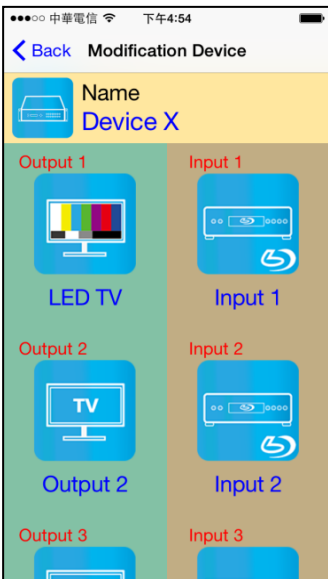 中華電信 下午4:54
Back Modification Device
Name
Device X
Output 1 Input 1
LED TV Input 1
Output 2 Input 2
TV
Output 2 Input 2
Output 3 Input 3